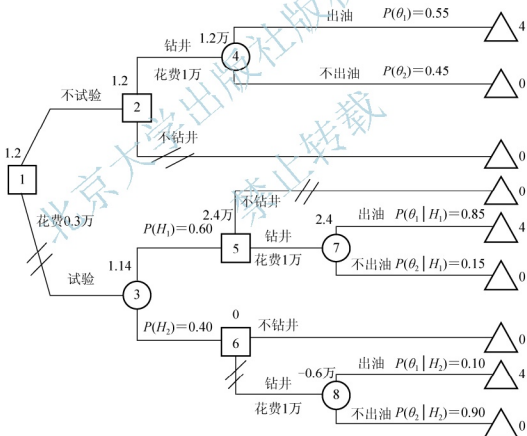 出油 P(θ₁)=0.55
4
1.2万
钻井
4
花费1万
不出油 P(θ₂)=0.45
0
1.2
不试验
2
不钻井
0
1.2
1
不钻井
0
花费0.3万
2.4万
2.4
出油 P(θ₁|H₁)=0.85
4
P(H₁)=0.60
5
钻井
7
花费1万
不出油 P(θ₂|H₁)=0.15
0
1.14
试验
3
0
P(H₂)=0.40
6
不钻井
0
-0.6万
出油 P(θ₁|H₂)=0.10
4
钻井
8
花费1万
不出油 P(θ₂|H₂)=0.90
0
北京大学出版社版权
禁止转载